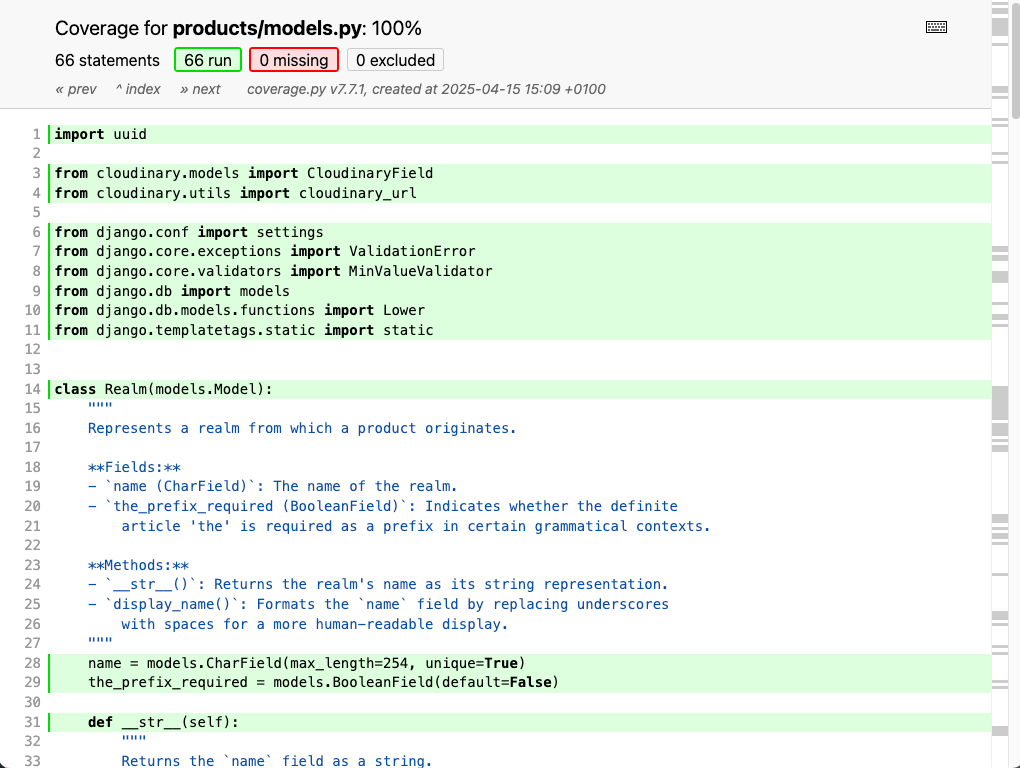 Coverage for products/models.py: 100%
66 statements 66 run 0 missing 0 excluded
« prev ^ index » next coverage.py v7.7.1, created at 2025-04-15 15:09 +0100
1 import uuid
2
3 from cloudinary.models import CloudinaryField
4 from cloudinary.utils import cloudinary_url
5
6 from django.conf import settings
7 from django.core.exceptions import ValidationError
8 from django.core.validators import MinValueValidator
9 from django.db import models
10 from django.db.models.functions import Lower
11 from django.templatetags.static import static
12
13
14 class Realm(models.Model):
15     """
16     Represents a realm from which a product originates.
17
18     **Fields:**
19     - `name (CharField)`: The name of the realm.
20     - `the_prefix_required (BooleanField)`: Indicates whether the definite
21         article 'the' is required as a prefix in certain grammatical contexts.
22
23     **Methods:**
24     - `__str__()`: Returns the realm's name as its string representation.
25     - `display_name()`: Formats the `name` field by replacing underscores
26         with spaces for a more human-readable display.
27     """
28     name = models.CharField(max_length=254, unique=True)
29     the_prefix_required = models.BooleanField(default=False)
30
31     def __str__(self):
32         """
33         Returns the `name` field as a string.